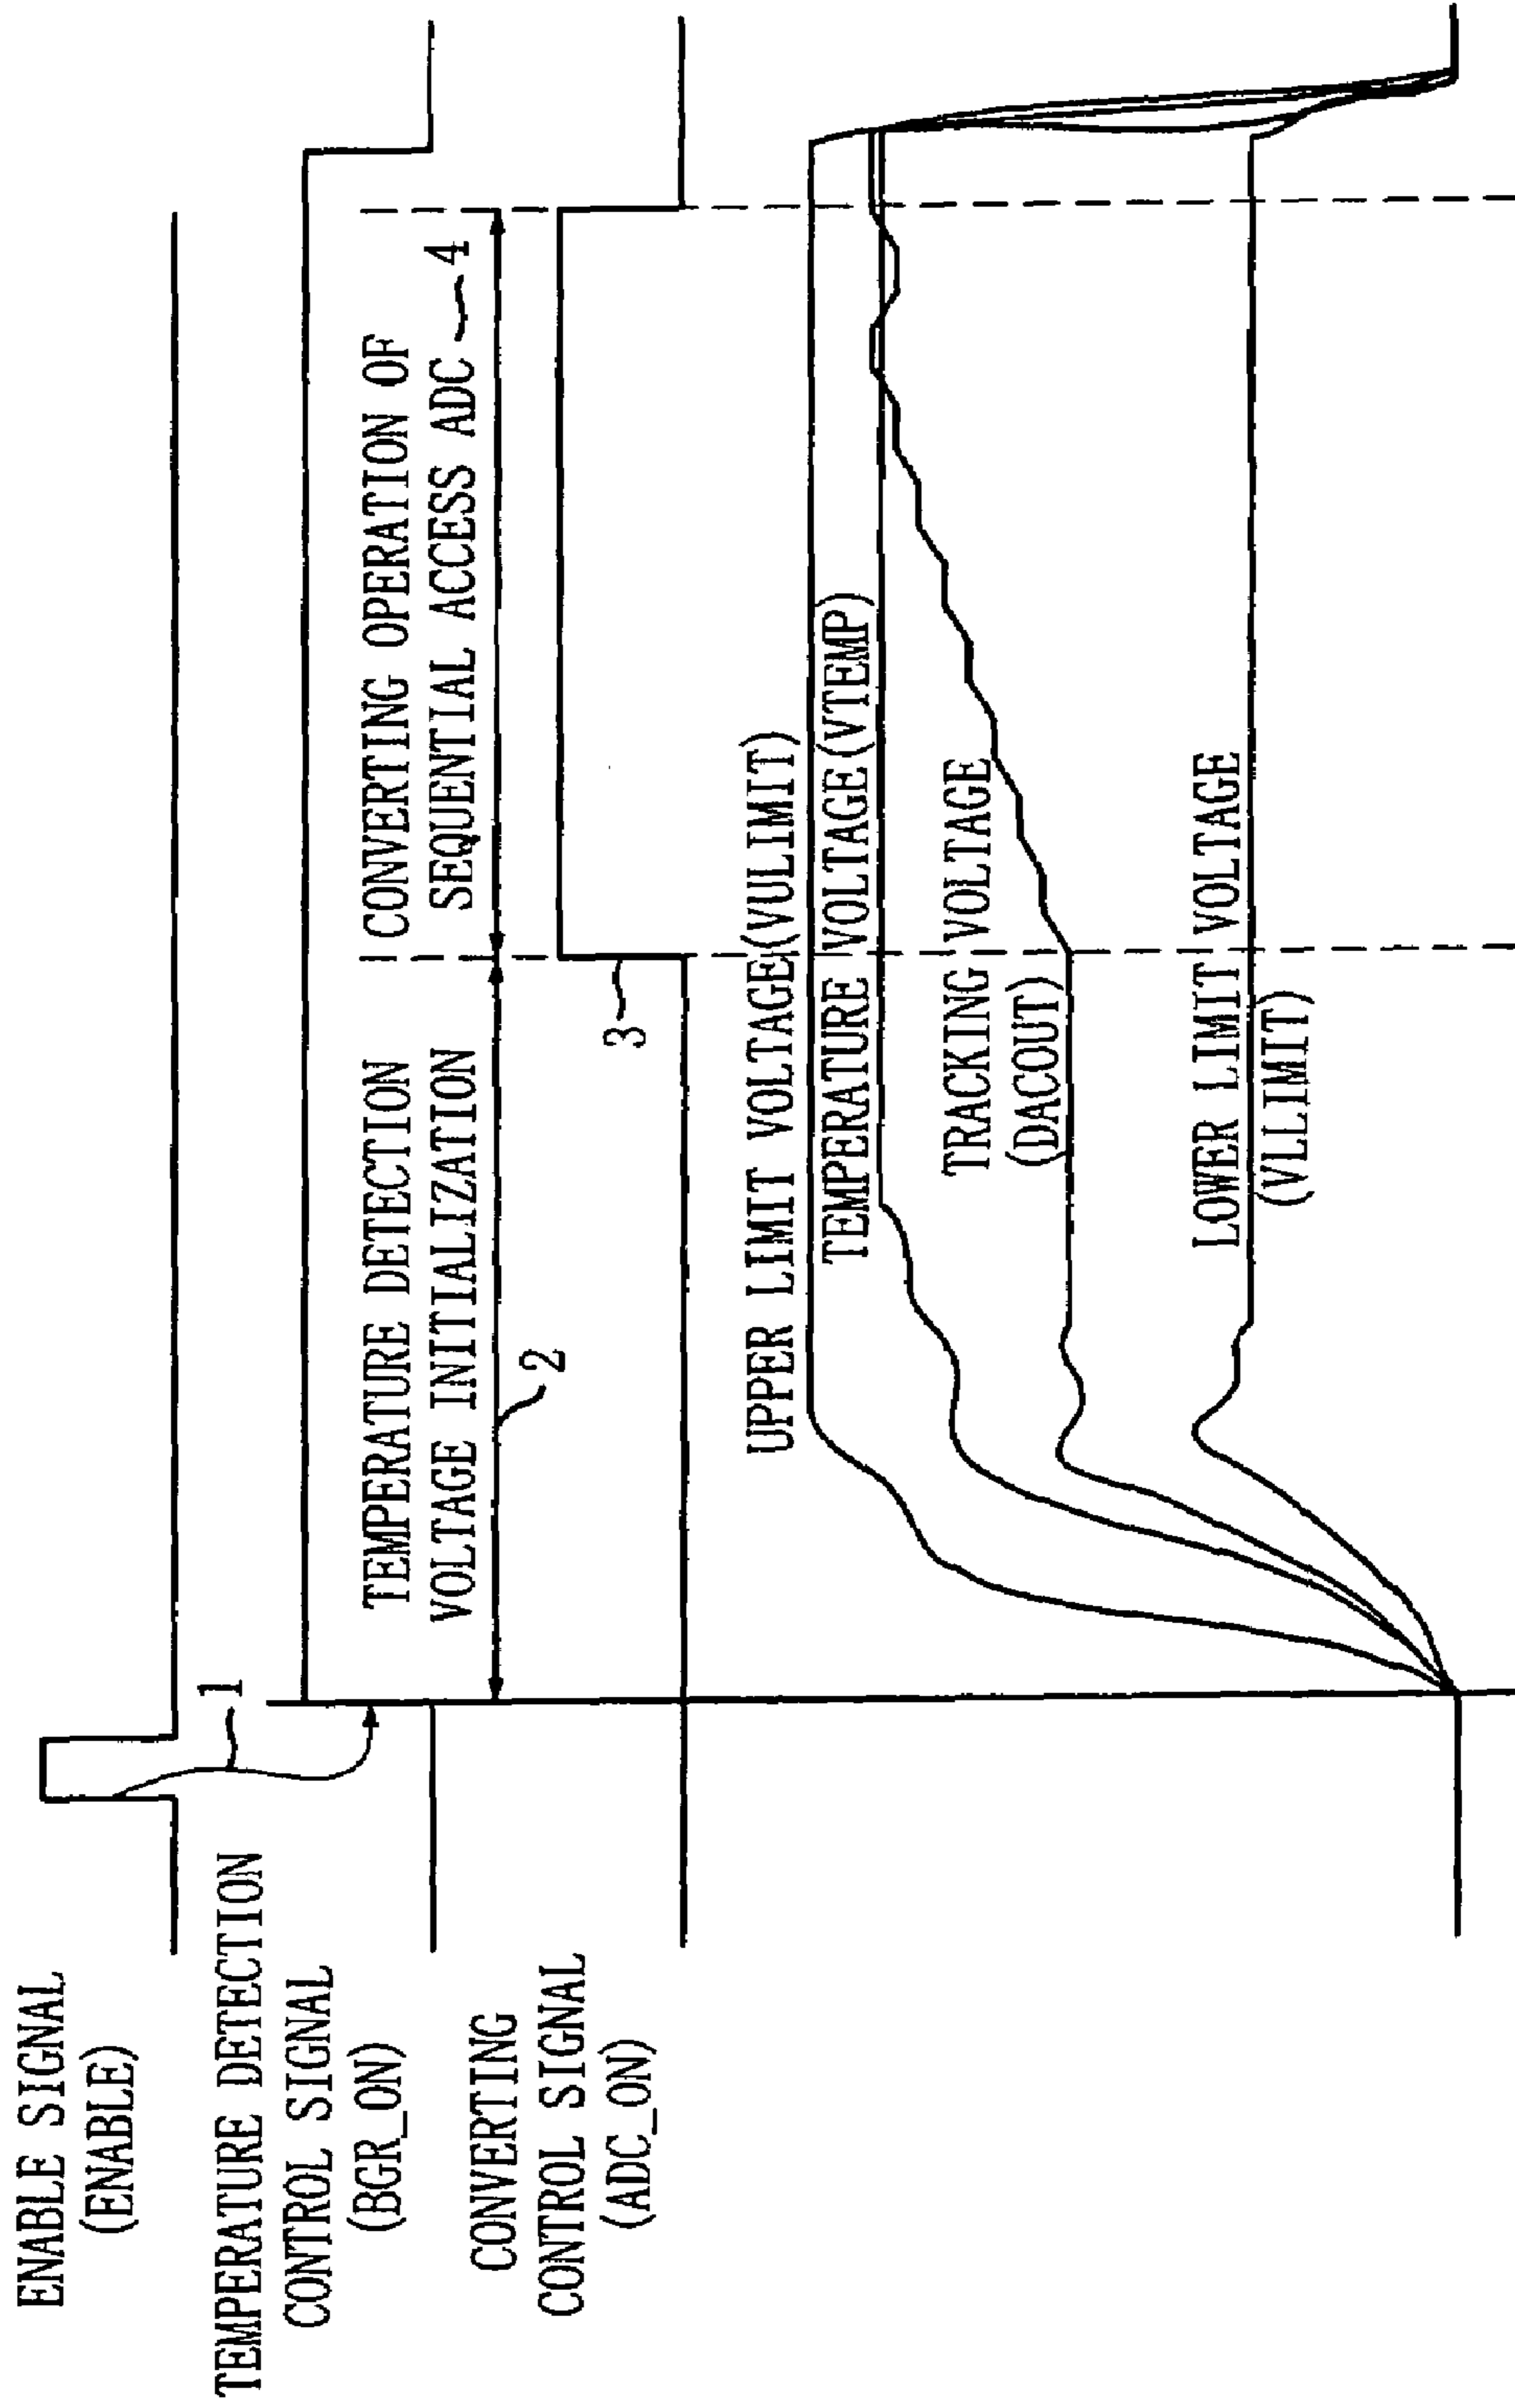 ENABLE SIGNAL
(ENABLE)
1
TEMPERATURE DETECTION
CONTROL SIGNAL
(BGR_ON)
TEMPERATURE DETECTION
VOLTAGE INITIALIZATION
2
CONVERTING OPERATION OF
SEQUENTIAL ACCESS ADC
4
CONVERTING
CONTROL SIGNAL
(ADC_ON)
3
UPPER LIMIT VOLTAGE(VULIMIT)
TEMPERATURE VOLTAGE(VTEMP)
TRACKING VOLTAGE
(DACOUT)
LOWER LIMIT VOLTAGE
(VLLIMIT)